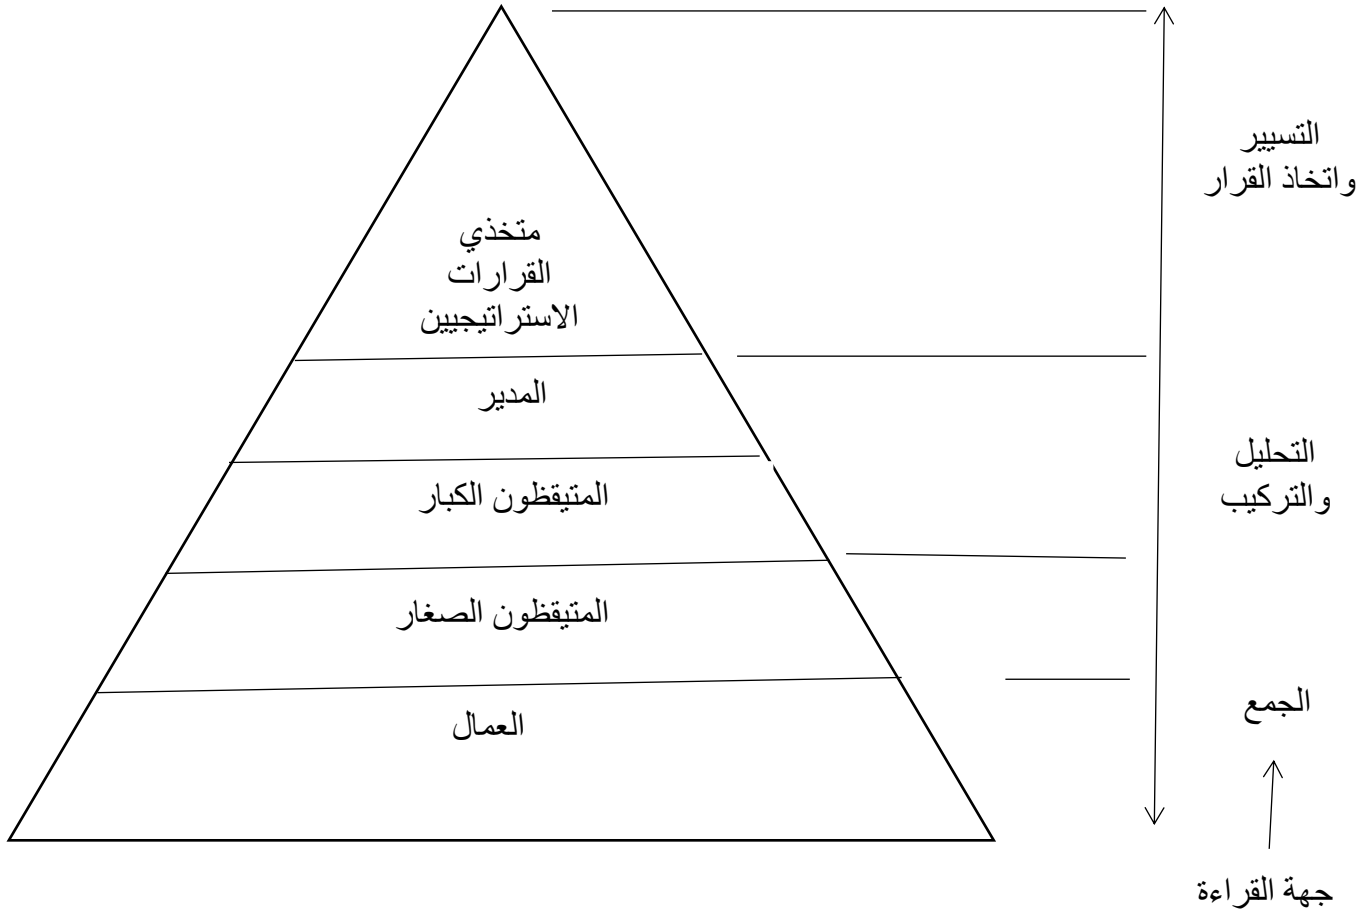 التسيير
واتخاذ القرار
متخذي
القرارات
الاستراتيجيين
المدير
التحليل
والتركيب
المتيقظون الكبار
المتيقظون الصغار
الجمع
العمال
جهة القراءة